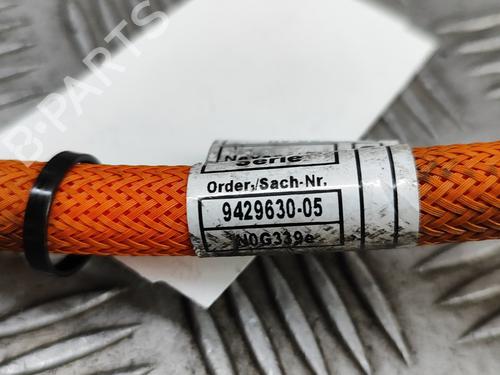 B-PARTS
Serie
Order-/Sach-Nr.
9429630-05
N0G339e